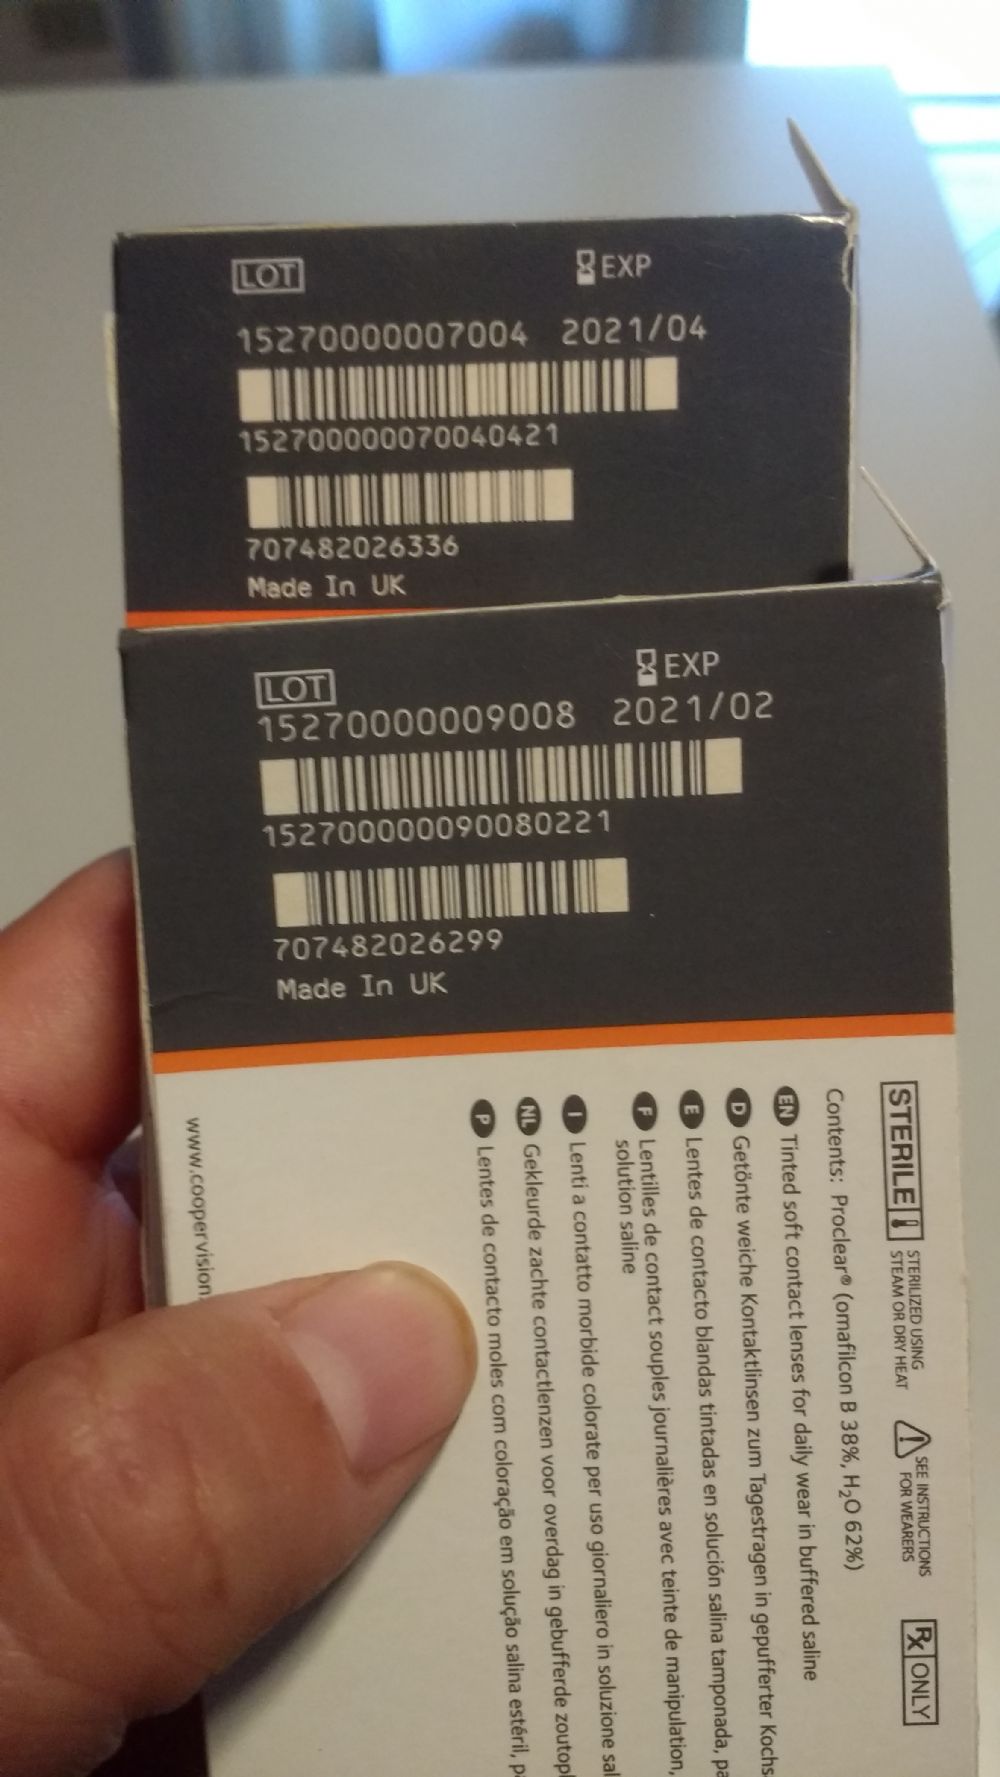 LOT
EXP
15270000007004 2021/04
152700000070040421
707482026336
Made In UK
LOT
EXP
15270000009008 2021/02
152700000090080221
707482026299
Made In UK
STERILE
STERILIZED USING
STEAM OR DRY HEAT
SEE INSTRUCTIONS
FOR WEARERS
Rx ONLY
Contents: Proclear® (omafilcon B 38%, H₂O 62%)
EN Tinted soft contact lenses for daily wear in buffered saline
D Getönte weiche Kontaktlinsen zum Tagestragen in gepufferter Kochs
E Lentes de contacto blandas tintadas en solución salina tamponada, pa
F Lentilles de contact souples journalières avec teinte de manipulation,
solution saline
I Lenti a contatto morbide colorate per uso giornaliero in soluzione sal
NL Gekleurde zachte contactlenzen voor overdag in gebufferde zoutopl
P Lentes de contacto moles com coloração em solução salina estéril, p
www.coopervision.